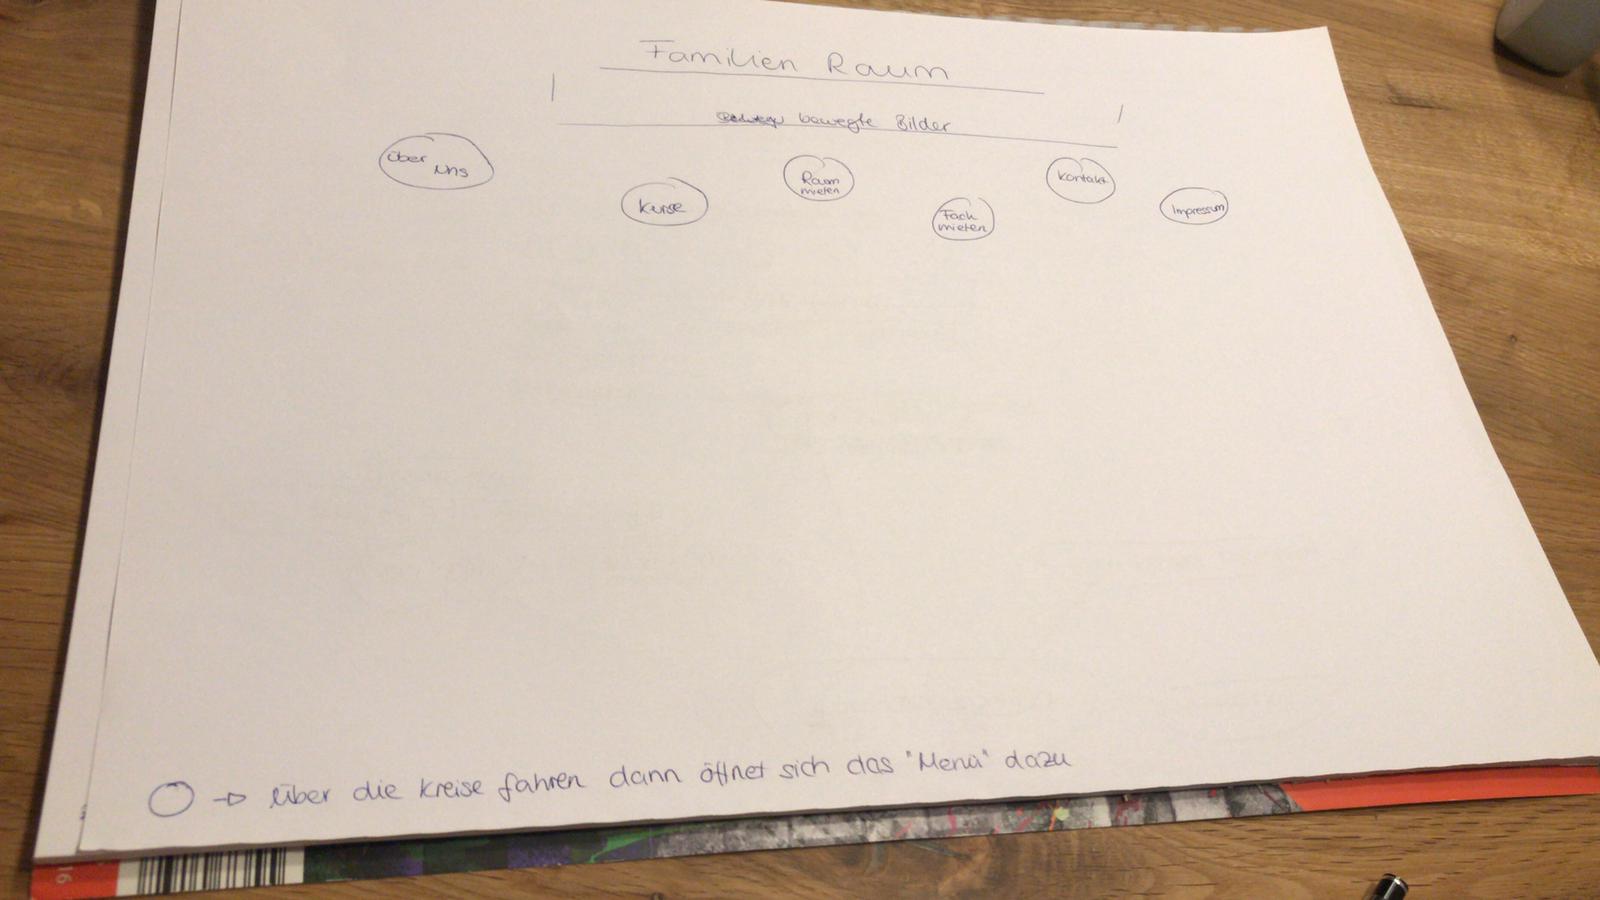 Familien Raum
bewegte Bilder
über uns
Kurse
Raum
mieten
Fach
mieten
Kontakt
Impressum
→ über die Kreise fahren dann öffnet sich das "Menü" dazu